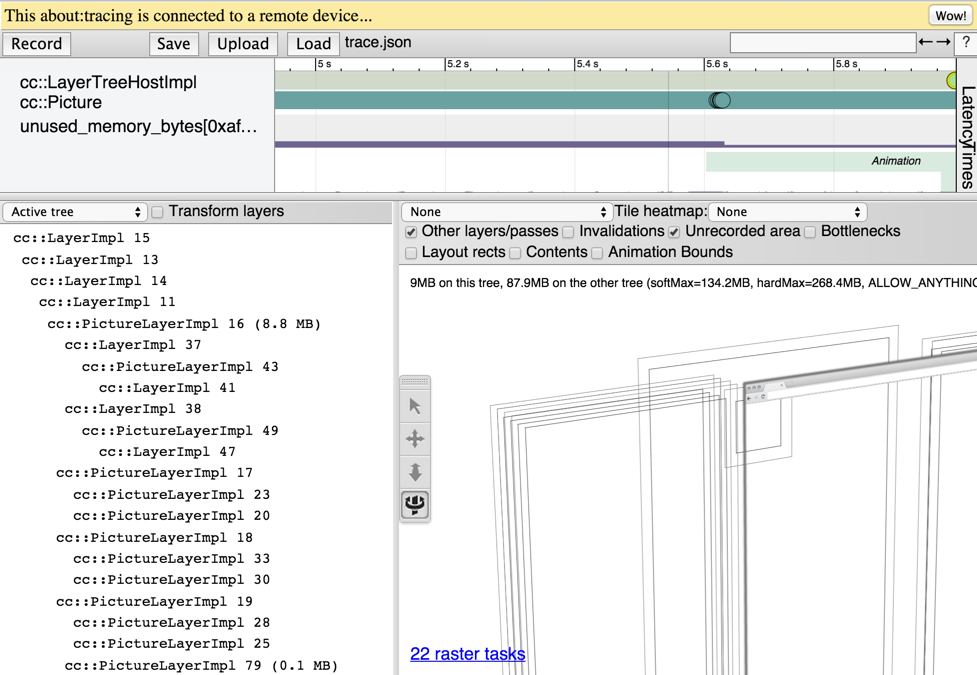 This about:tracing is connected to a remote device...
Wow!
Record
Save
Upload
Load
trace.json
?
cc::LayerTreeHostImpl
cc::Picture
unused_memory_bytes[0xaf...
5 s
5.2 s
5.4 s
5.6 s
5.8 s
Animation
LatencyTimes
Active tree
Transform layers
cc::LayerImpl 15
cc::LayerImpl 13
cc::LayerImpl 14
cc::LayerImpl 11
cc::PictureLayerImpl 16 (8.8 MB)
cc::LayerImpl 37
cc::PictureLayerImpl 43
cc::LayerImpl 41
cc::LayerImpl 38
cc::PictureLayerImpl 49
cc::LayerImpl 47
cc::PictureLayerImpl 17
cc::PictureLayerImpl 23
cc::PictureLayerImpl 20
cc::PictureLayerImpl 18
cc::PictureLayerImpl 33
cc::PictureLayerImpl 30
cc::PictureLayerImpl 19
cc::PictureLayerImpl 28
cc::PictureLayerImpl 25
cc::PictureLayerImpl 79 (0.1 MB)
None
Tile heatmap:
None
Other layers/passes
Invalidations
Unrecorded area
Bottlenecks
Layout rects
Contents
Animation Bounds
9MB on this tree, 87.9MB on the other tree (softMax=134.2MB, hardMax=268.4MB, ALLOW_ANYTHING
22 raster tasks